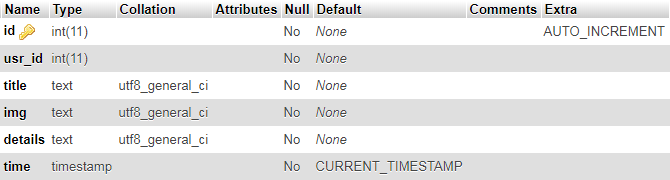 Name Type Collation Attributes Null Default Comments Extra
id int(11) No None AUTO_INCREMENT
usr_id int(11) No None
title text utf8_general_ci No None
img text utf8_general_ci No None
details text utf8_general_ci No None
time timestamp No CURRENT_TIMESTAMP